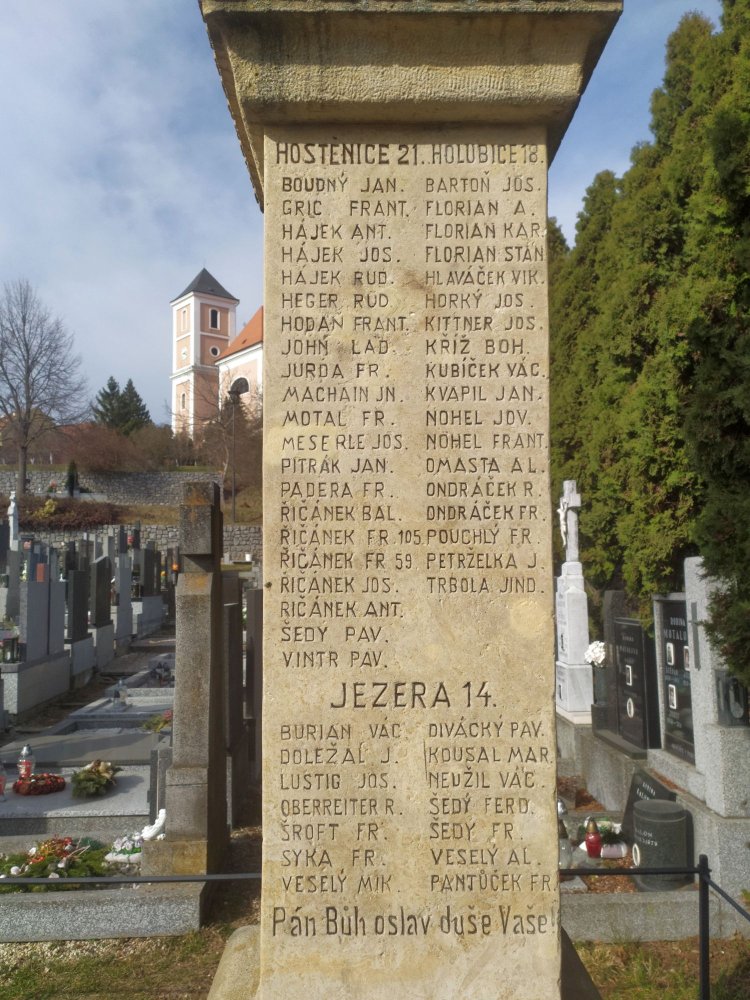 HOSTĚNICE 21.
BOUDNÝ JAN.
GRIC FRANT.
HÁJEK ANT.
HÁJEK JOS.
HÁJEK RUD.
HEGER RUD.
HODAN FRANT.
JOHN LAD.
JURDA FR.
MACHAIN JN.
MOTAL FR.
MESERLE JOS.
PITRÁK JAN.
PADERA FR.
ŘIČÁNEK BAL.
ŘIČÁNEK FR. 105
ŘIČÁNEK FR 59.
ŘIČÁNEK JOS.
ŘIČÁNEK ANT.
ŠEDY PAV.
VINTR PAV.
HOLUBICE 18.
BARTOŇ JOS.
FLORIAN A.
FLORIAN KAR.
FLORIAN STAN
HLAVÁČEK VIK.
HORKÝ JOS.
KITTNER JOS.
KŘÍŽ BOH.
KUBÍČEK VÁC.
KVAPIL JAN.
NOHEL JOV.
NOHEL FRANT.
OMASTA AL.
ONDRÁČEK R.
ONDRÁČEK FR.
POUCHLÝ FR.
PETRŽELKA J.
TRBOLA JIND.
JEZERA 14.
BURIAN VÁC.
DOLEŽAL J.
LUSTIG JOS.
OBERREITER R.
ŠROFT FR.
SYKA FR.
VESELÝ MIK.
DIVÁCKÝ PAV.
KOUSAL MAR.
NEUŽIL VÁC.
ŠEDÝ FERD.
ŠEDÝ FR.
VESELÝ AL.
PANTŮČEK FR.
Pán Bůh oslav duše Vaše!